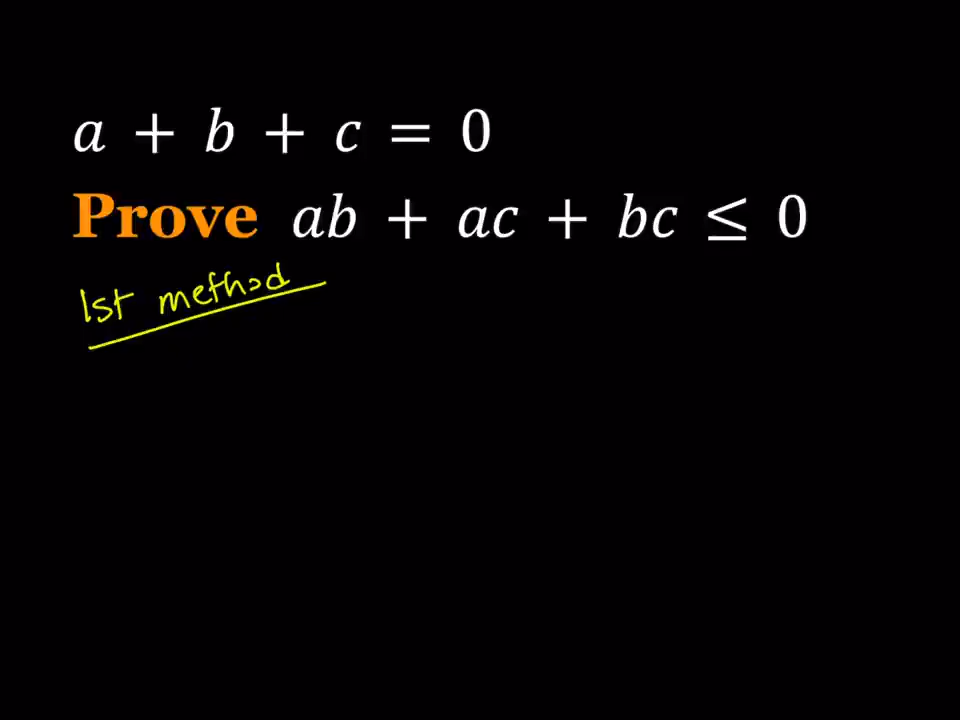 a + b + c = 0
Prove ab + ac + bc ≤ 0
1st method